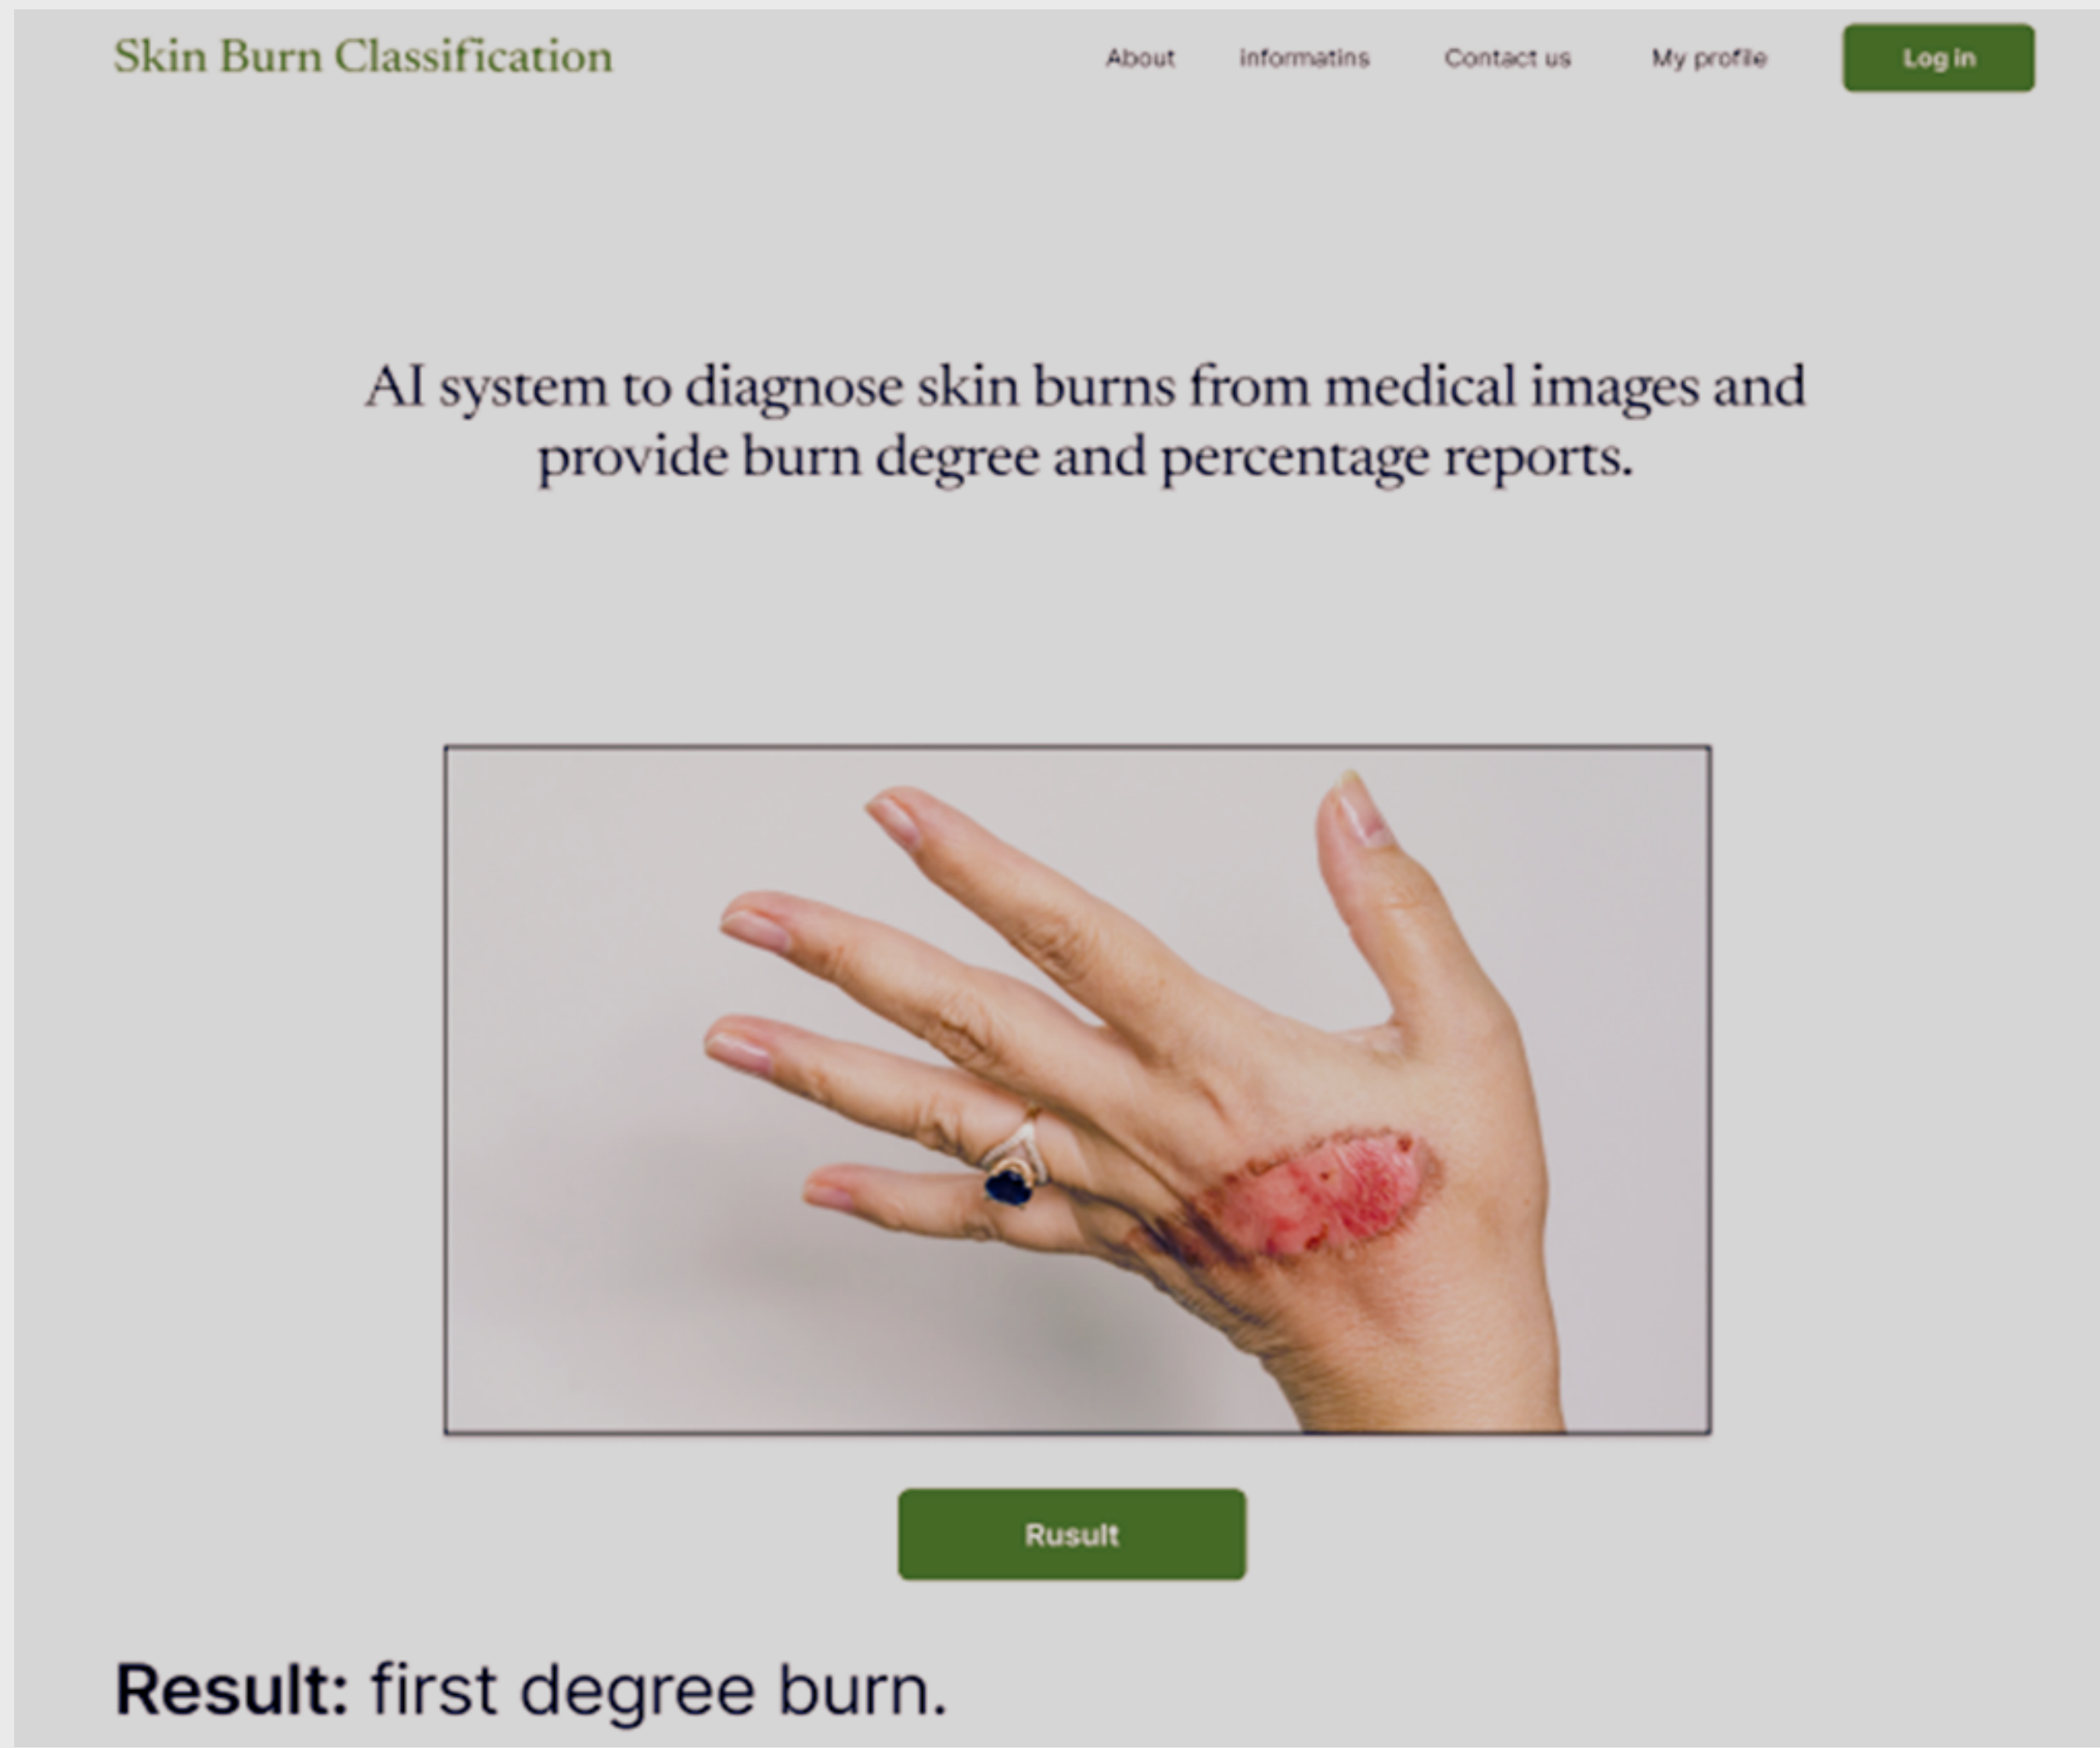 Skin Burn Classification
About
informatins
Contact us
My profile
Log in
AI system to diagnose skin burns from medical images and
provide burn degree and percentage reports.
Rusult
Result: first degree burn.